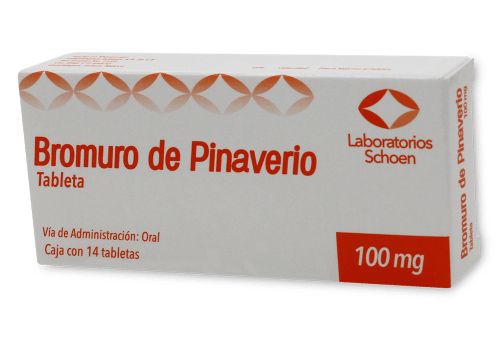 Bromuro de Pinaverio
Tableta
Vía de Administración: Oral
Caja con 14 tabletas
Laboratorios
Schoen
100 mg
Bromuro de Pinaverio
Tableta
100 mg